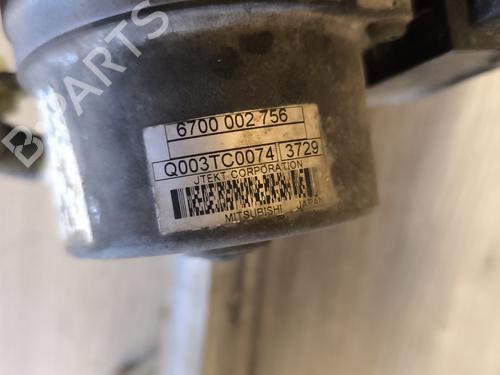 B-PARTS
6700 002 756
Q003TC0074 3729
JTEKT CORPORATION
MITSUBISHI JAPAN